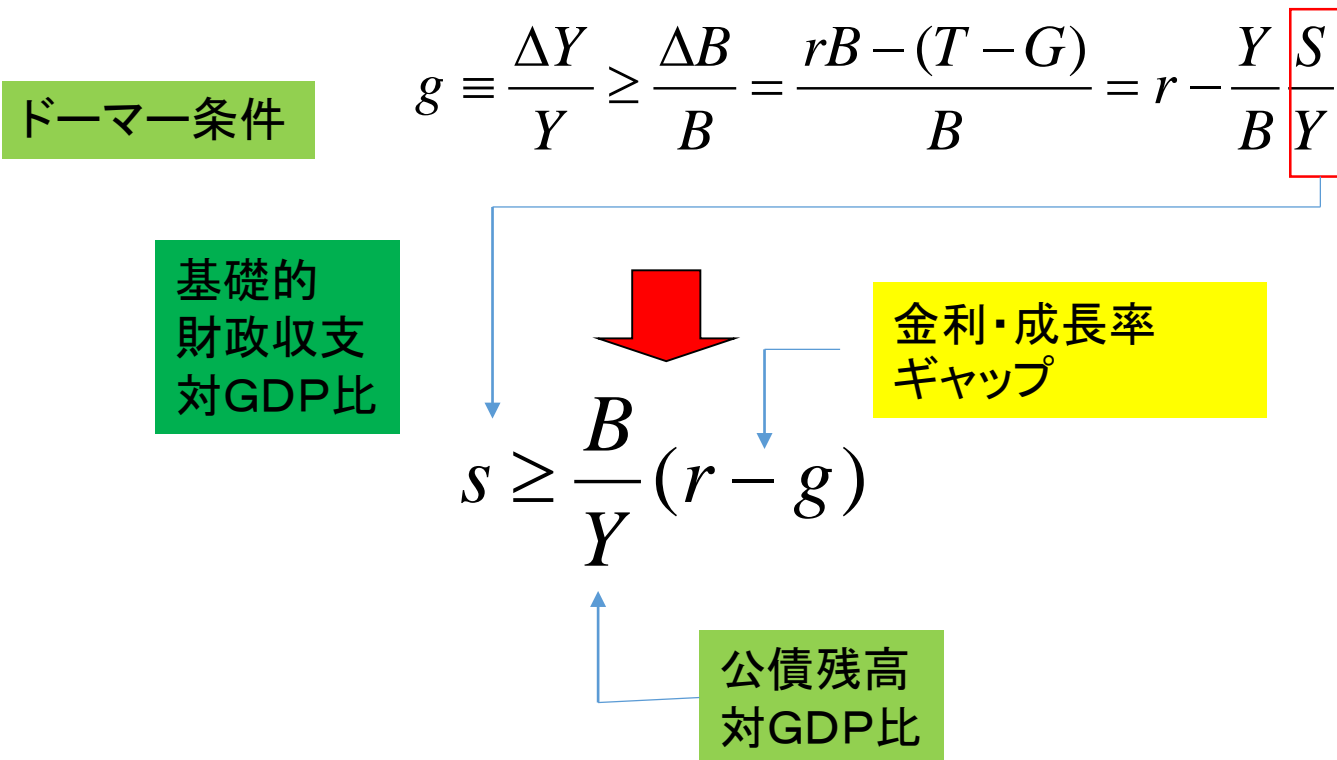 g ≡ ΔY/Y ≥ ΔB/B = (rB − (T − G))/B = r − (Y/B)(S/Y)
ドーマー条件
基礎的
財政収支
対GDP比
金利・成長率
ギャップ
s ≥ (B/Y)(r − g)
公債残高
対GDP比